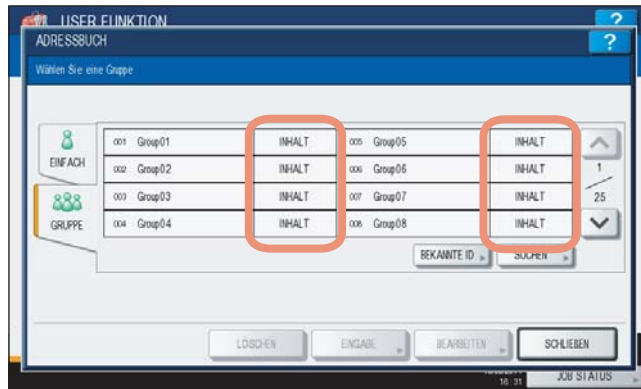 USER FUNKTION
?
ADRESSBUCH
?
Wählen Sie eine Gruppe
EINFACH
GRUPPE
001 Group01 INHALT 005 Group05 INHALT
002 Group02 INHALT 006 Group06 INHALT
003 Group03 INHALT 007 Group07 INHALT
004 Group04 INHALT 008 Group08 INHALT
1
25
BEKANNTE ID
SUCHEN
LÖSCHEN
EINGABE
BEARBEITEN
SCHLIEßEN
16:31
JOB STATUS